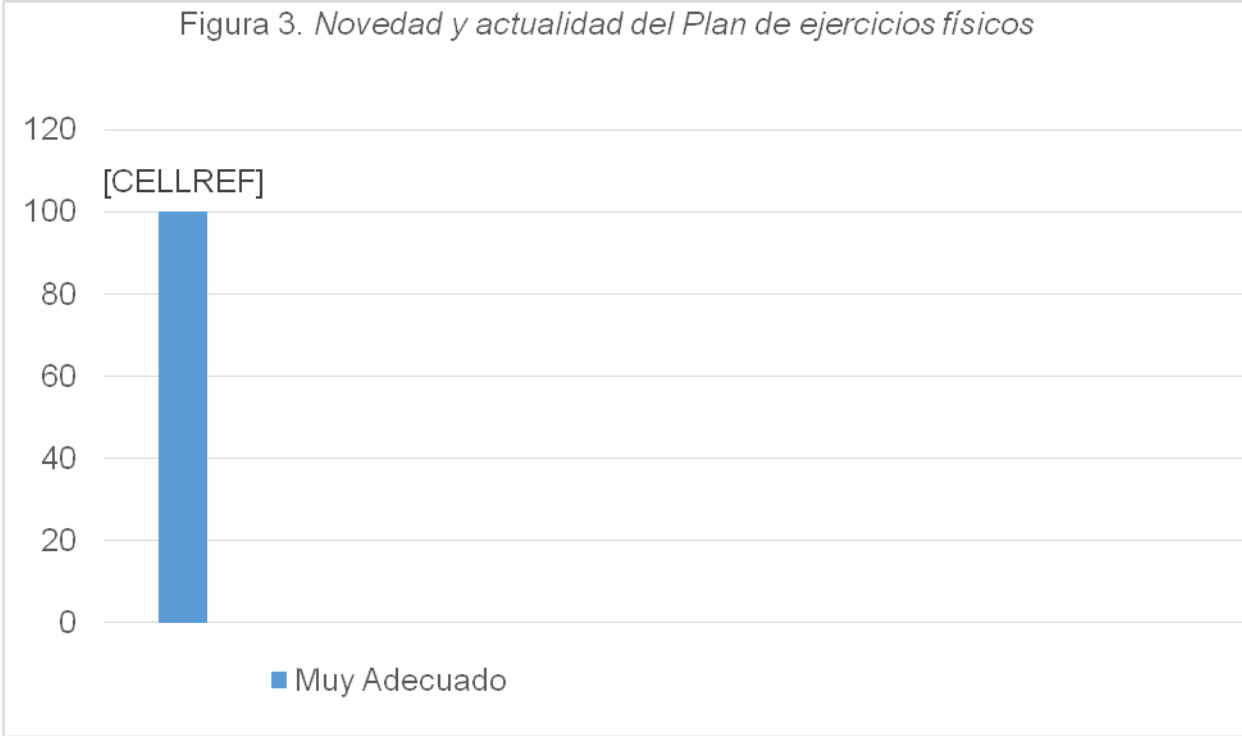 Figura 3. Novedad y actualidad del Plan de ejercicios físicos
120
[CELLREF]
100
80
60
40
20
0
Muy Adecuado